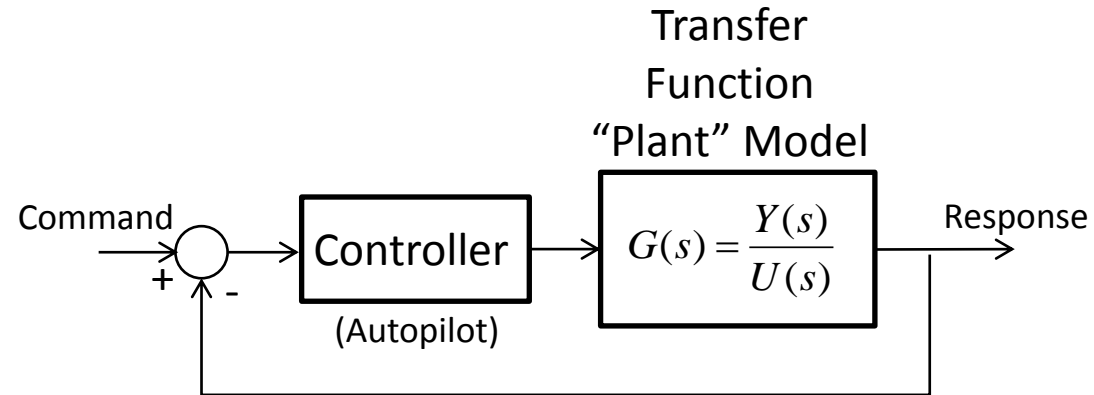 Transfer
Function
“Plant” Model
Command
+
-
Controller
(Autopilot)
G(s) = Y(s) / U(s)
Response